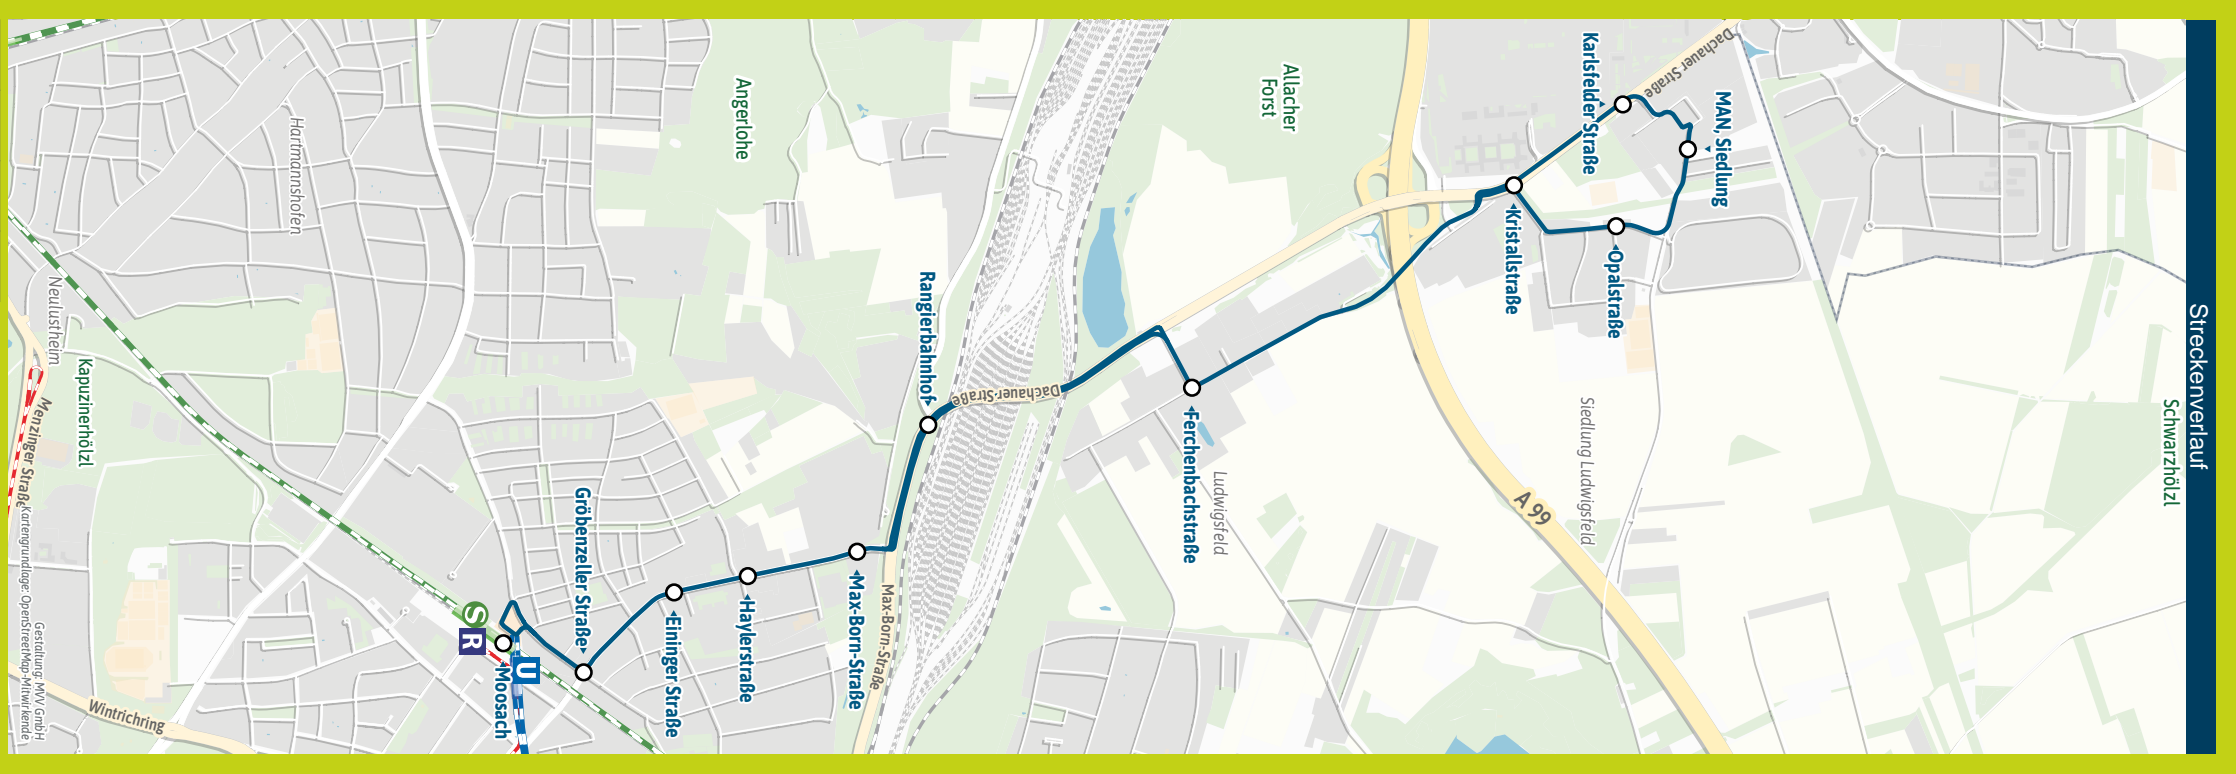 Streckenverlauf
Schwarzhölzl
MAN, Siedlung
Dachauer Straße
Karlsfelder Straße
Opalstraße
Siedlung Ludwigsfeld
A 99
Kristallstraße
Allacher
Forst
Ludwigsfeld
Ferchenbachstraße
Dachauer Straße
Rangierbahnhof
Max-Born-Straße
Max-Born-Straße
Angerlohe
Haylerstraße
Eininger Straße
Gröbenzeller Straße
U
Moosach
S R
Hartmannshofen
Wintrichring
Kapuzinerhölzl
Neulustheim
Menzinger Straße
Gestaltung: MVV GmbH
Kartengrundlage: OpenStreetMap-Mitwirkende